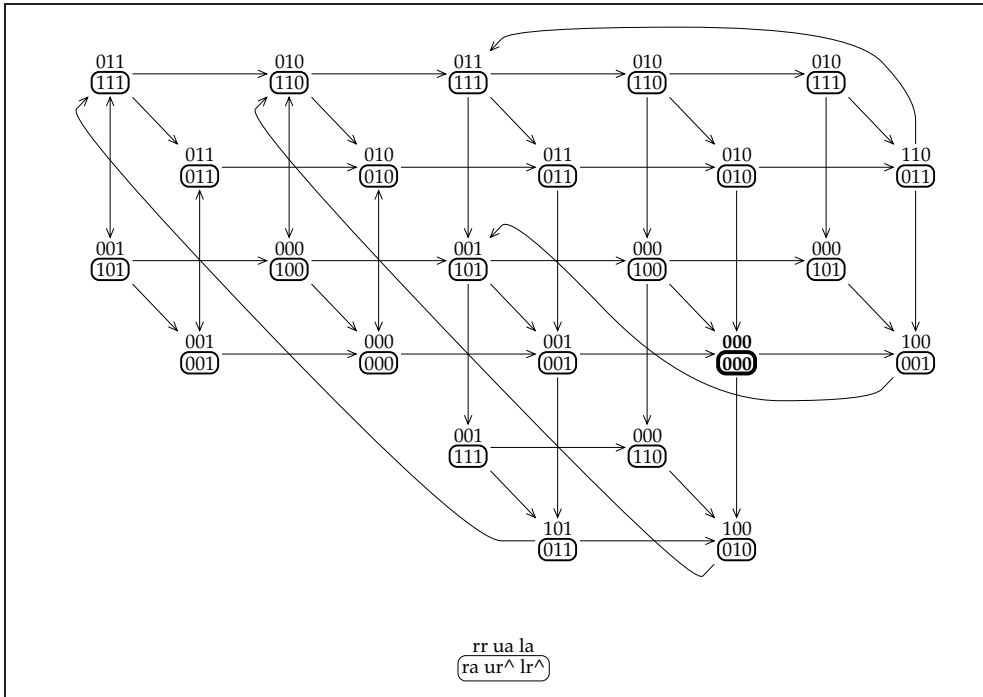 011 010 011 010 010
111 110 111 110 111
011 010 011 010 110
011 010 011 010 011
001 000 001 000 000
101 100 101 100 101
001 000 001 000 100
001 000 001 000 001
001 000
111 110
101 100
011 010
rr ua la
ra ur^ lr^